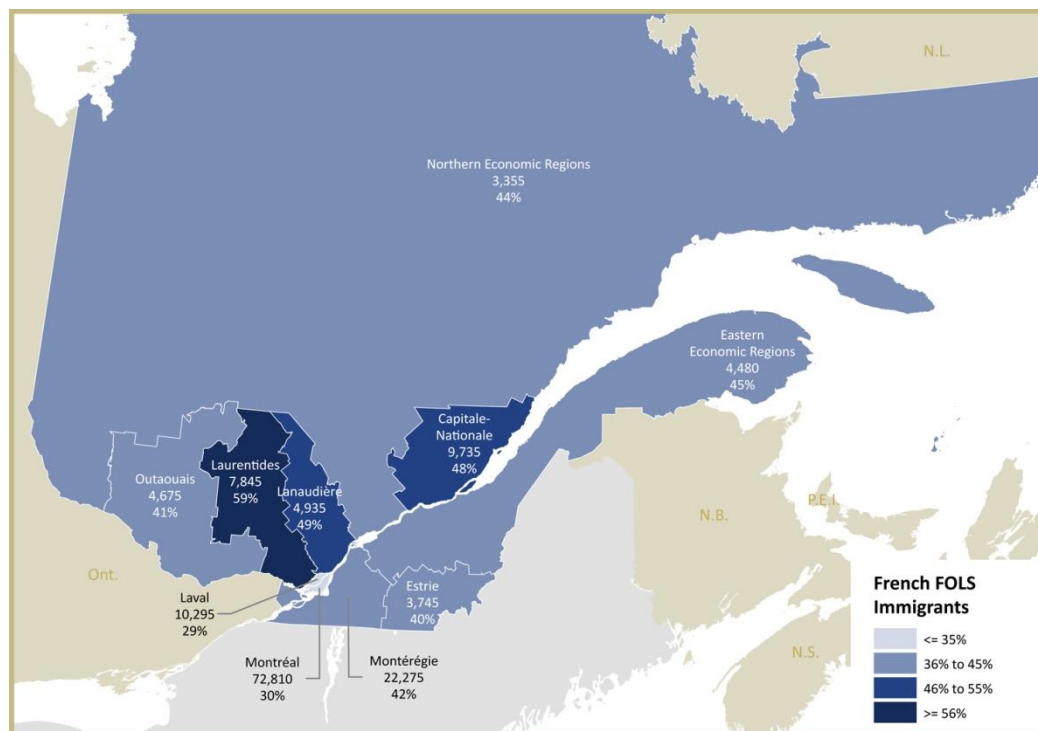 N.L.
Northern Economic Regions
3,355
44%
Eastern
Economic Regions
4,480
45%
Capitale-
Nationale
9,735
48%
Laurentides
7,845
59%
Outaouais
4,675
41%
Lanaudière
4,935
49%
P.E.I.
N.B.
Ont.
Estrie
3,745
40%
Laval
10,295
29%
Montréal
72,810
30%
Montérégie
22,275
42%
N.S.
French FOLS
Immigrants
<= 35%
36% to 45%
46% to 55%
>= 56%